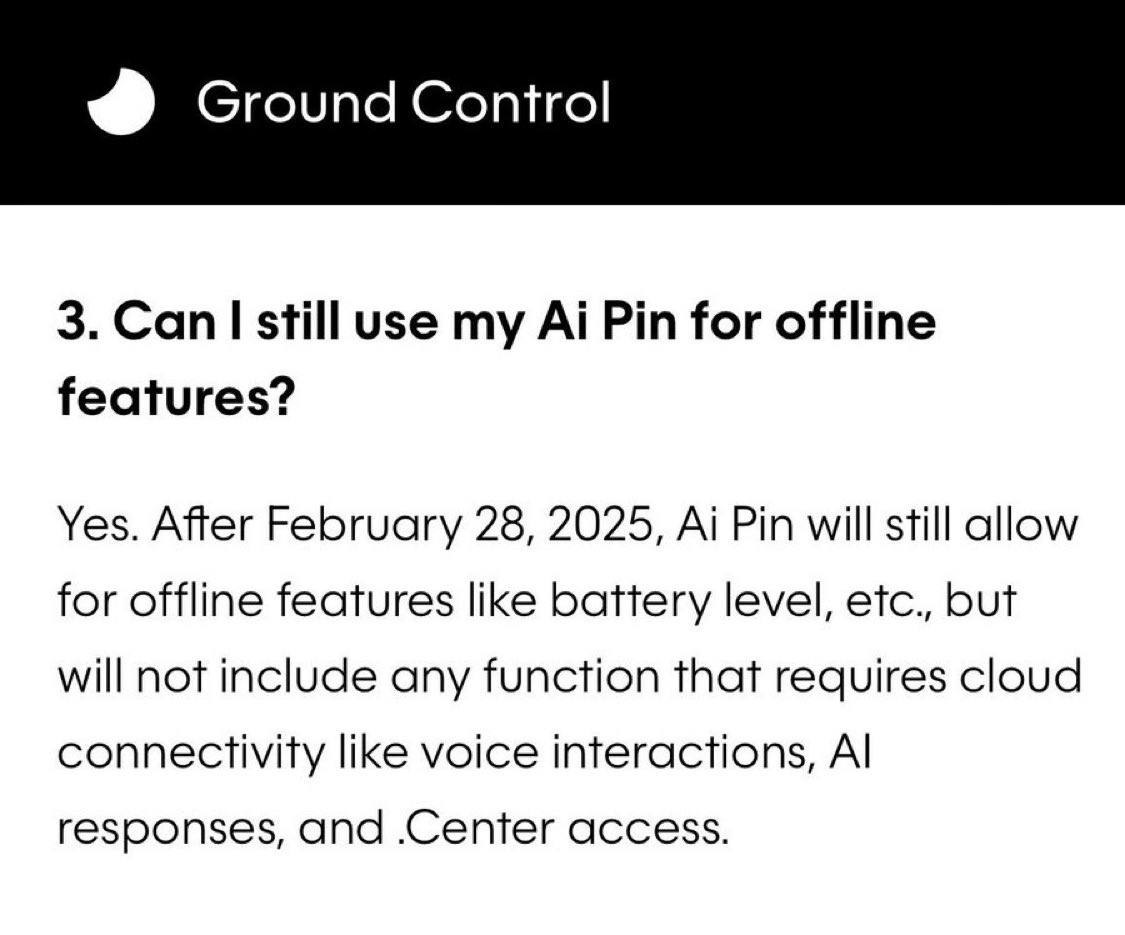 Ground Control
3. Can I still use my Ai Pin for offline
features?
Yes. After February 28, 2025, Ai Pin will still allow
for offline features like battery level, etc., but
will not include any function that requires cloud
connectivity like voice interactions, AI
responses, and .Center access.